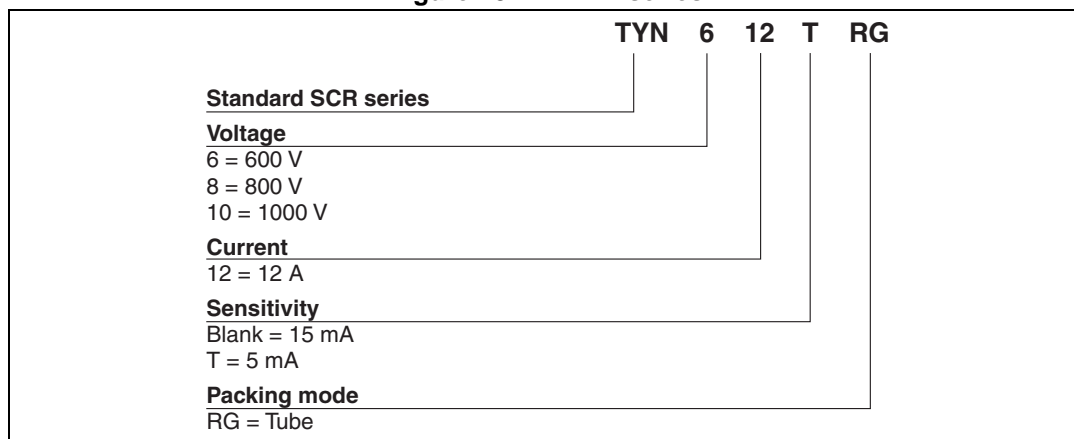 TYN 6 12 T RG
Standard SCR series
Voltage
6 = 600 V
8 = 800 V
10 = 1000 V
Current
12 = 12 A
Sensitivity
Blank = 15 mA
T = 5 mA
Packing mode
RG = Tube